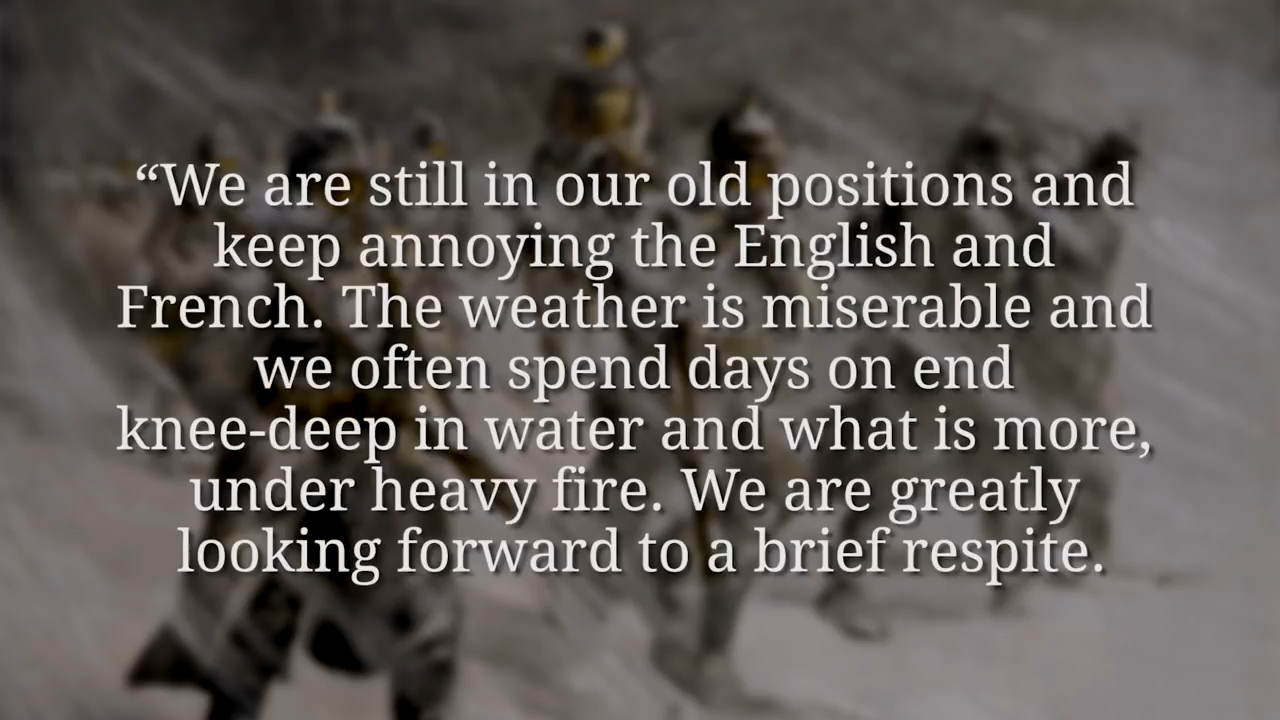 “We are still in our old positions and
keep annoying the English and
French. The weather is miserable and
we often spend days on end
knee-deep in water and what is more,
under heavy fire. We are greatly
looking forward to a brief respite.